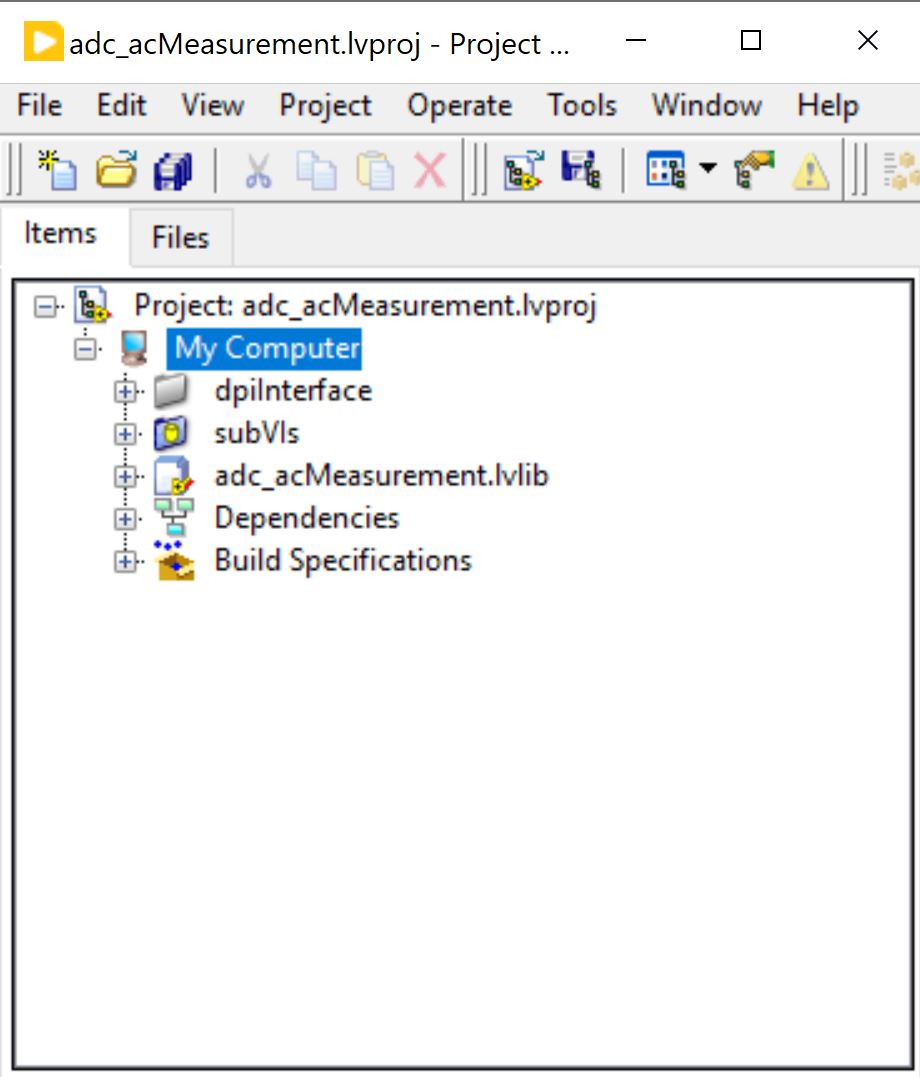 adc_acMeasurement.lvproj - Project ...
File Edit View Project Operate Tools Window Help
Items Files
Project: adc_acMeasurement.lvproj
My Computer
dpiInterface
subVIs
adc_acMeasurement.lvlib
Dependencies
Build Specifications